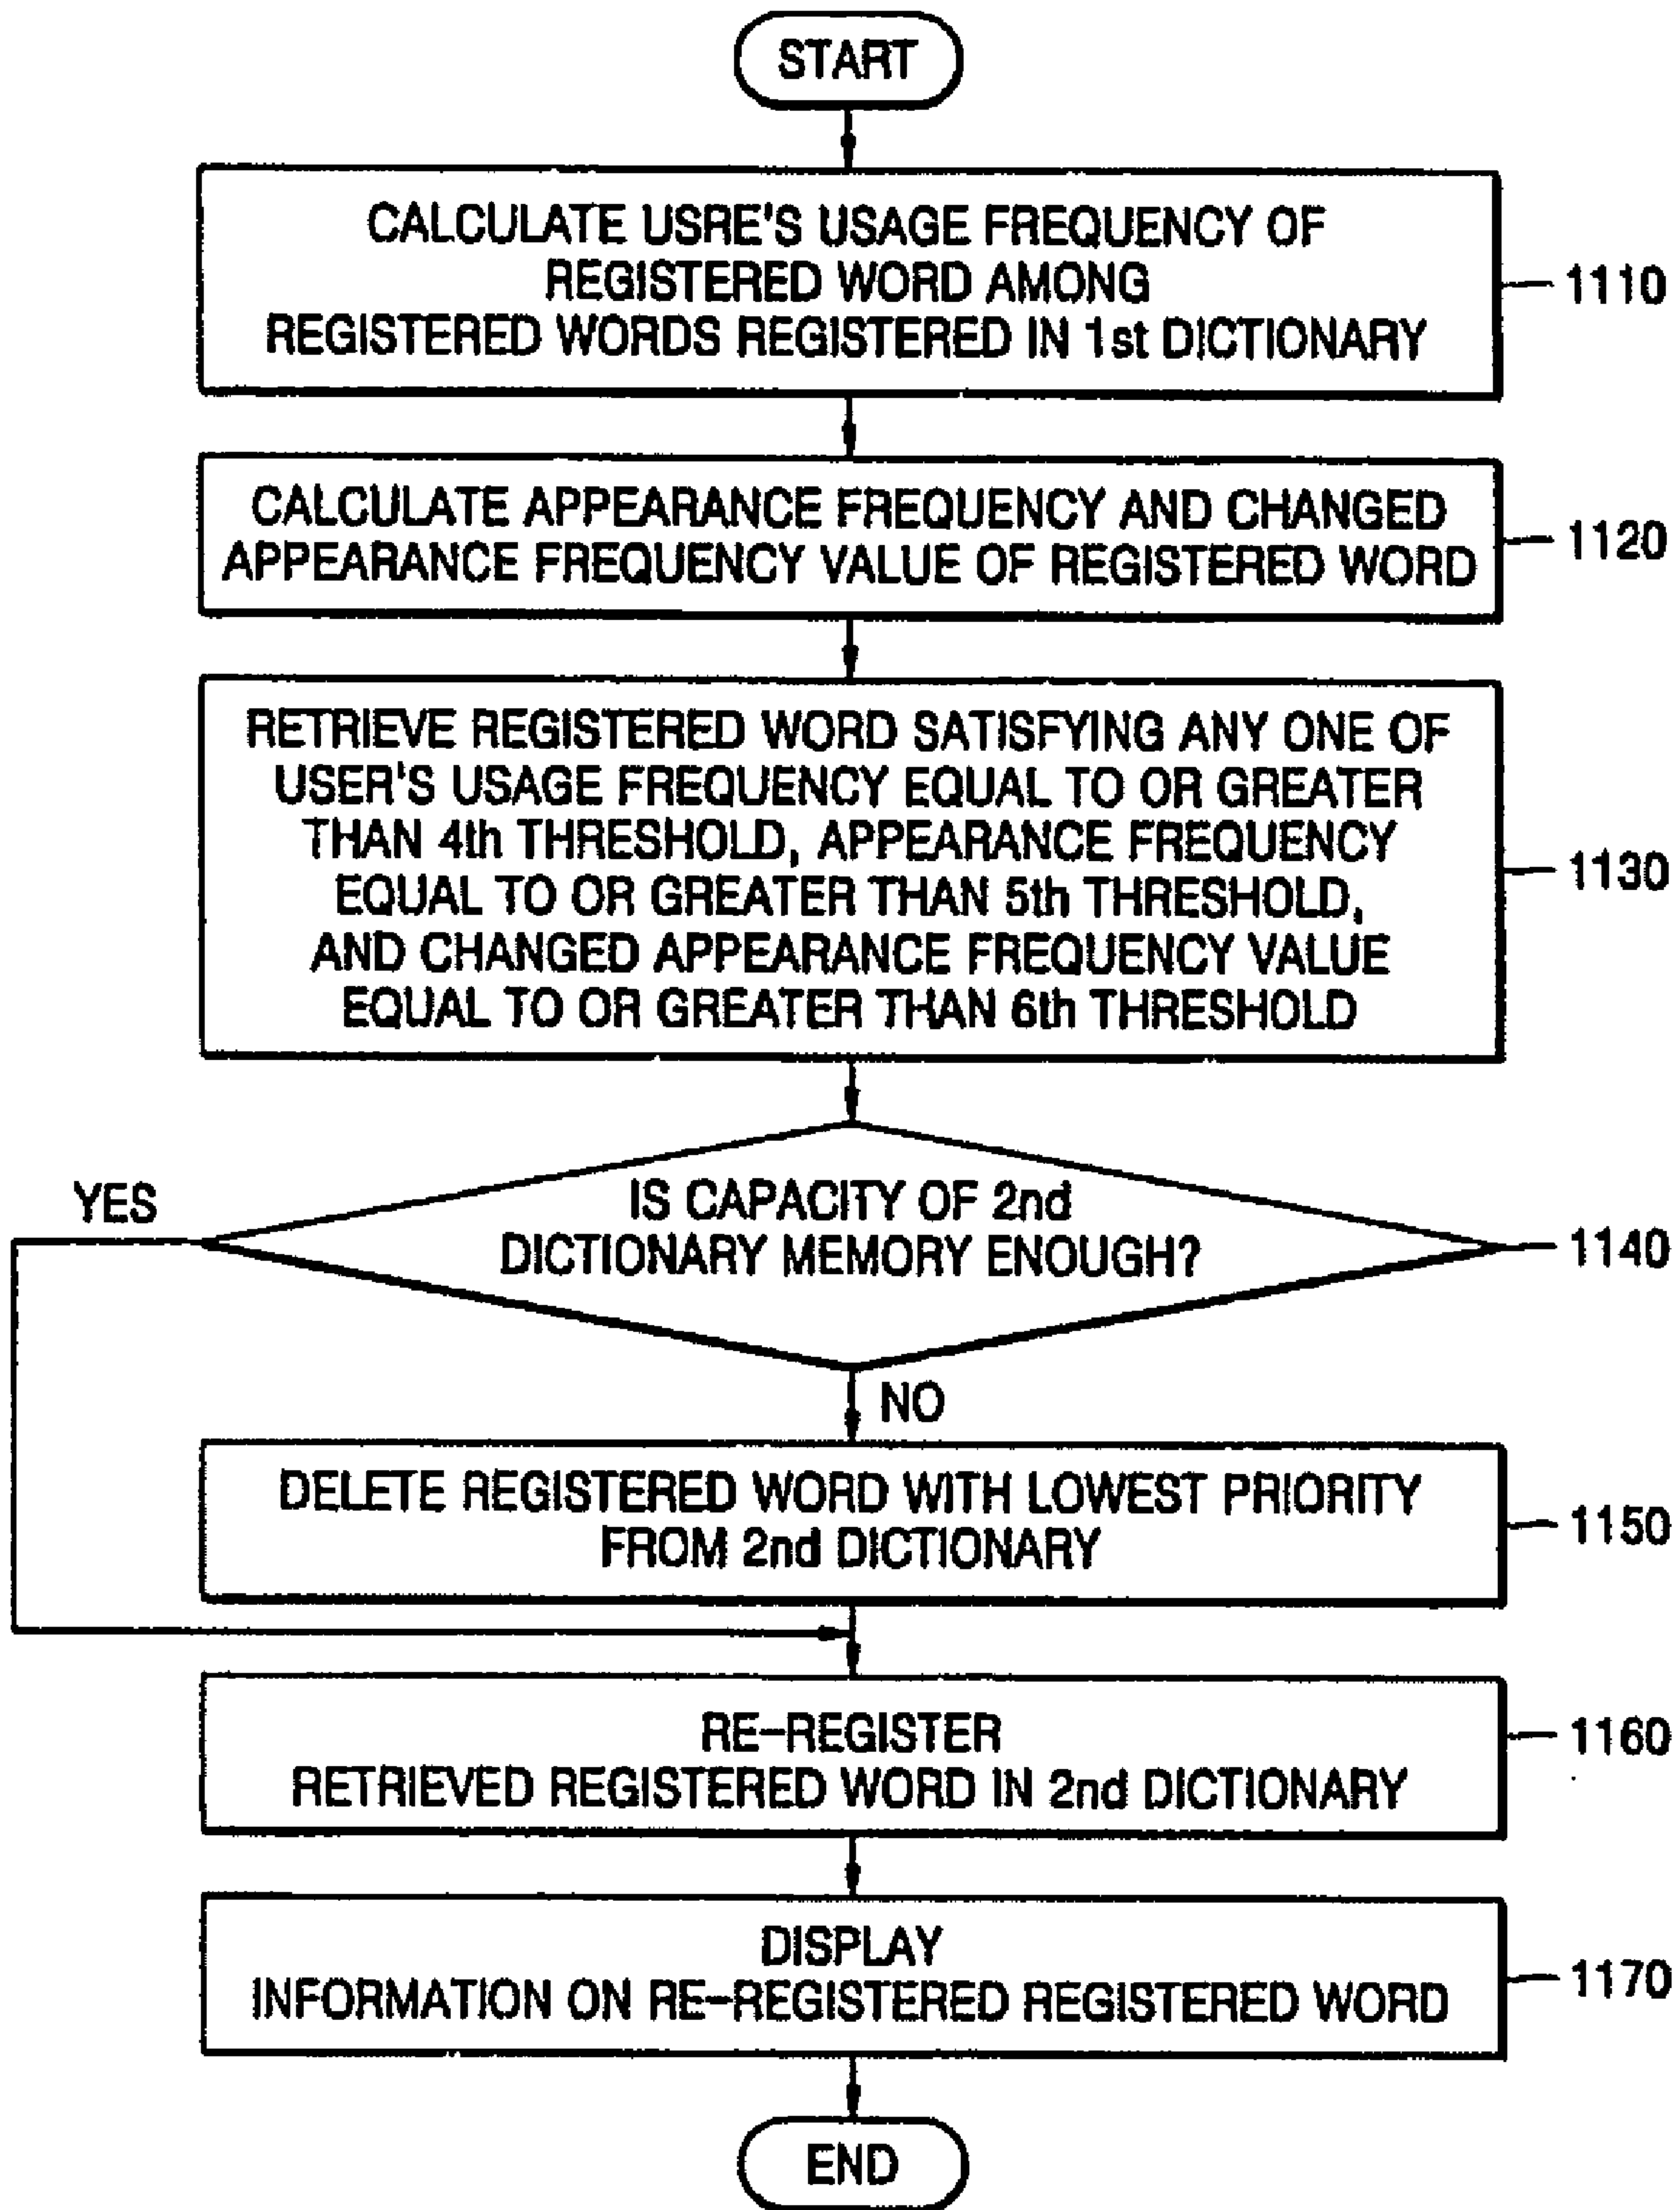 START
CALCULATE USRE'S USAGE FREQUENCY OF
REGISTERED WORD AMONG
REGISTERED WORDS REGISTERED IN 1st DICTIONARY
1110
CALCULATE APPEARANCE FREQUENCY AND CHANGED
APPEARANCE FREQUENCY VALUE OF REGISTERED WORD
1120
RETRIEVE REGISTERED WORD SATISFYING ANY ONE OF
USER'S USAGE FREQUENCY EQUAL TO OR GREATER
THAN 4th THRESHOLD, APPEARANCE FREQUENCY
EQUAL TO OR GREATER THAN 5th THRESHOLD,
AND CHANGED APPEARANCE FREQUENCY VALUE
EQUAL TO OR GREATER THAN 6th THRESHOLD
1130
YES
IS CAPACITY OF 2nd
DICTIONARY MEMORY ENOUGH?
1140
NO
DELETE REGISTERED WORD WITH LOWEST PRIORITY
FROM 2nd DICTIONARY
1150
RE-REGISTER
RETRIEVED REGISTERED WORD IN 2nd DICTIONARY
1160
DISPLAY
INFORMATION ON RE-REGISTERED REGISTERED WORD
1170
END